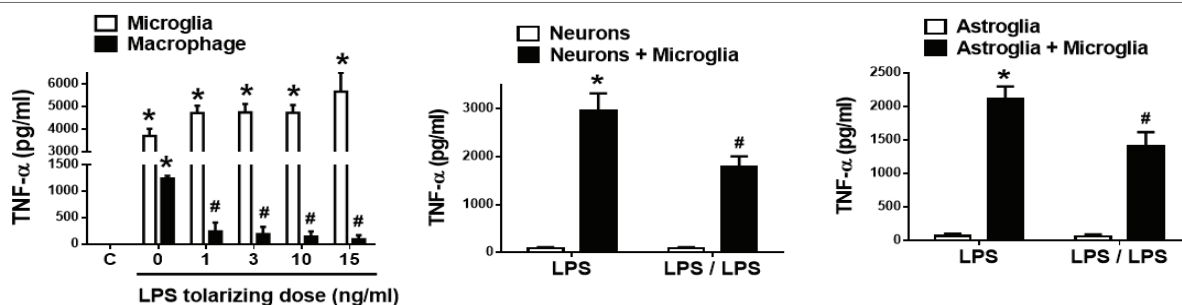 Microglia
Macrophage
TNF-α (pg/ml)
6000
5000
4000
3000
1500
1000
500
0
*
*
*
*
*
*
#
#
#
#
C
0
1
3
10
15
LPS tolarizing dose (ng/ml)
Neurons
Neurons + Microglia
TNF-α (pg/ml)
3000
2000
1000
0
*
#
LPS
LPS / LPS
Astroglia
Astroglia + Microglia
TNF-α (pg/ml)
2500
2000
1500
1000
500
0
*
#
LPS
LPS / LPS